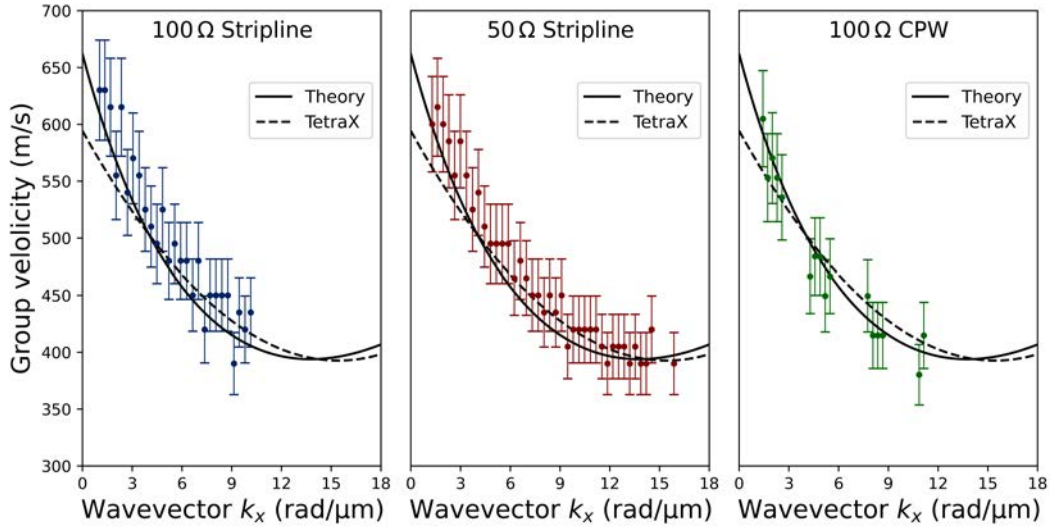 100 Ω Stripline
50 Ω Stripline
100 Ω CPW
Theory
TetraX
Theory
TetraX
Theory
TetraX
Group velolicity (m/s)
700
650
600
550
500
450
400
350
300
0 3 6 9 12 15 18
0 3 6 9 12 15 18
0 3 6 9 12 15 18
Wavevector kₓ (rad/μm)
Wavevector kₓ (rad/μm)
Wavevector kₓ (rad/μm)